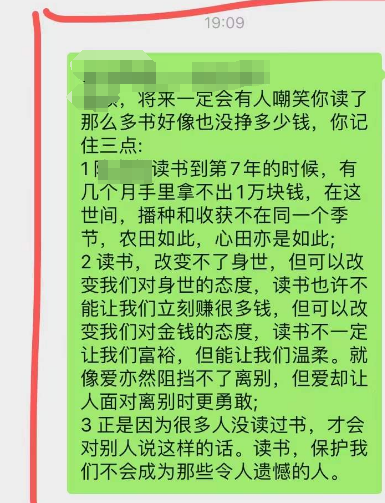 19:09
，将来一定会有人嘲笑你读了
那么多书好像也没挣多少钱，你记
住三点:
1 读书到第7年的时候，有
几个月手里拿不出1万块钱，在这
世间，播种和收获不在同一个季
节，农田如此，心田亦是如此;
2 读书，改变不了身世，但可以改
变我们对身世的态度，读书也许不
能让我们立刻赚很多钱，但可以改
变我们对金钱的态度，读书不一定
让我们富裕，但能让我们温柔。就
像爱亦然阻挡不了离别，但爱却让
人面对离别时更勇敢;
3 正是因为很多人没读过书，才会
对别人说这样的话。读书，保护我
们不会成为那些令人遗憾的人。